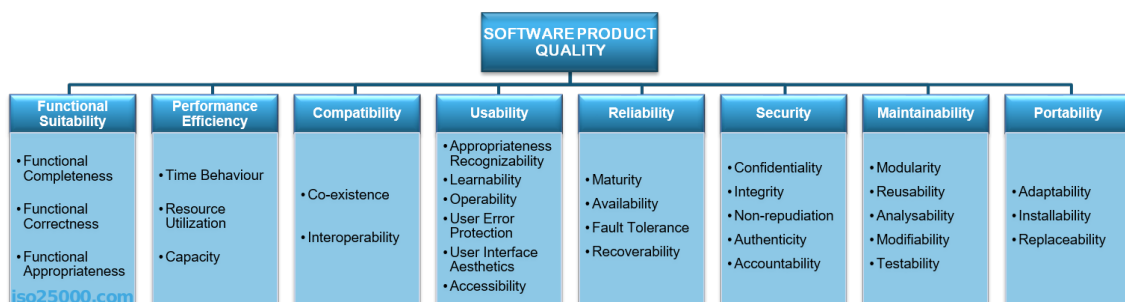 SOFTWARE PRODUCT
QUALITY
Functional
Suitability
• Functional
Completeness
• Functional
Correctness
• Functional
Appropriateness
Performance
Efficiency
• Time Behaviour
• Resource
Utilization
• Capacity
Compatibility
• Co-existence
• Interoperability
Usability
• Appropriateness
Recognizability
• Learnability
• Operability
• User Error
Protection
• User Interface
Aesthetics
• Accessibility
Reliability
• Maturity
• Availability
• Fault Tolerance
• Recoverability
Security
• Confidentiality
• Integrity
• Non-repudiation
• Authenticity
• Accountability
Maintainability
• Modularity
• Reusability
• Analysability
• Modifiability
• Testability
Portability
• Adaptability
• Installability
• Replaceability
iso25000.com